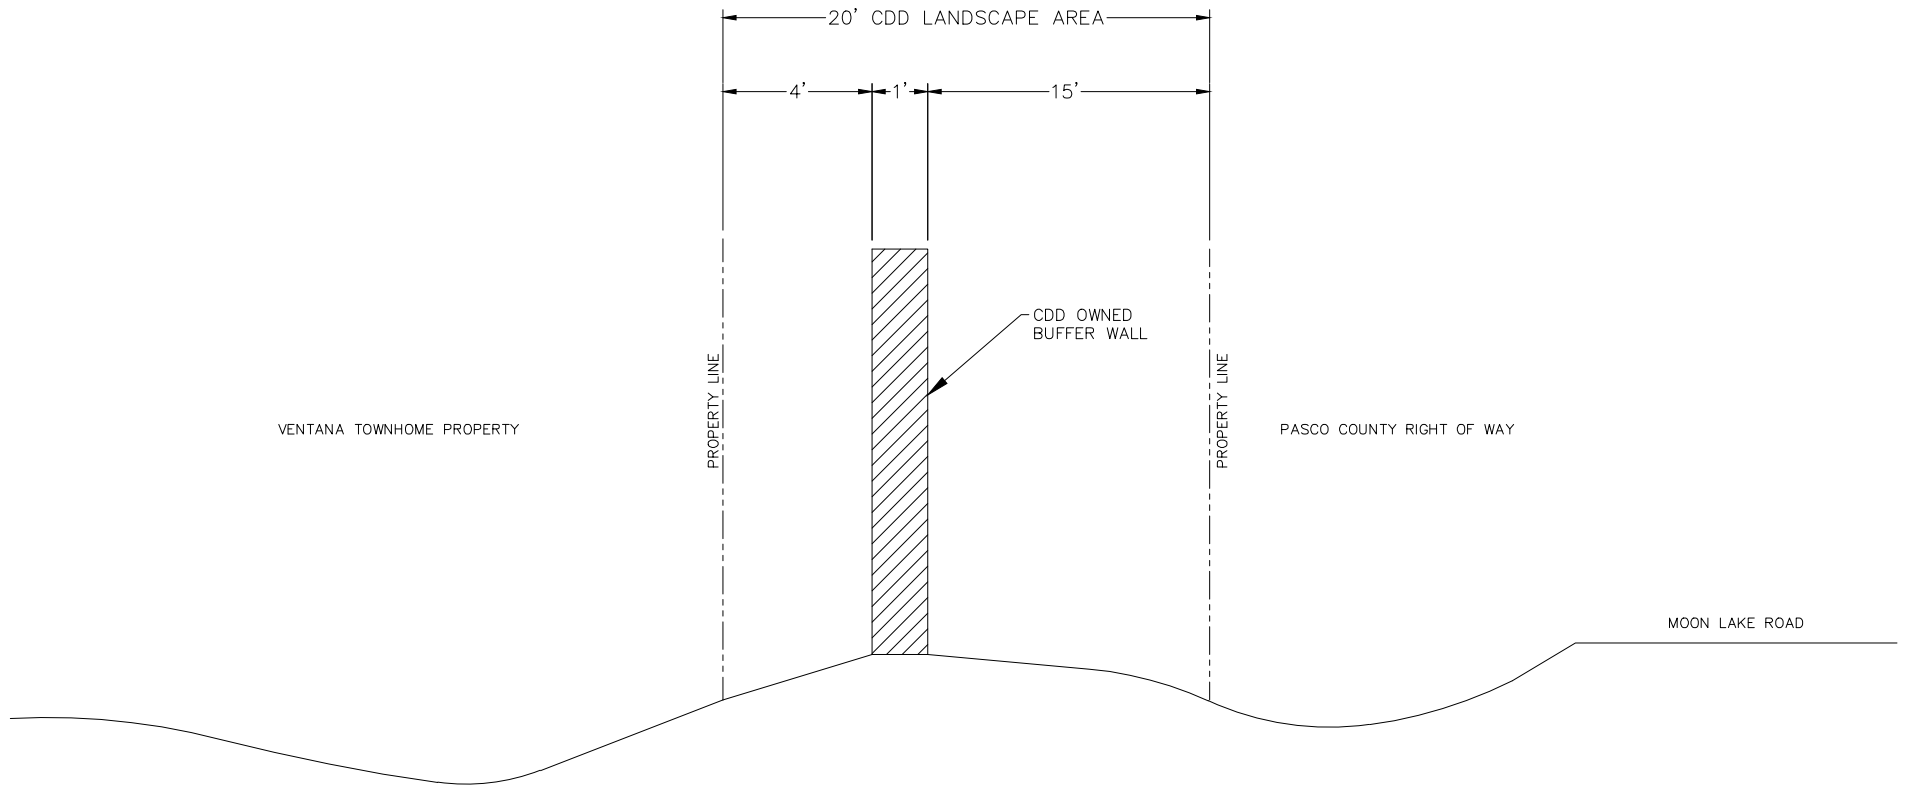 20' CDD LANDSCAPE AREA
4'
1'
15'
CDD OWNED
BUFFER WALL
PROPERTY LINE
PROPERTY LINE
VENTANA TOWNHOME PROPERTY
PASCO COUNTY RIGHT OF WAY
MOON LAKE ROAD